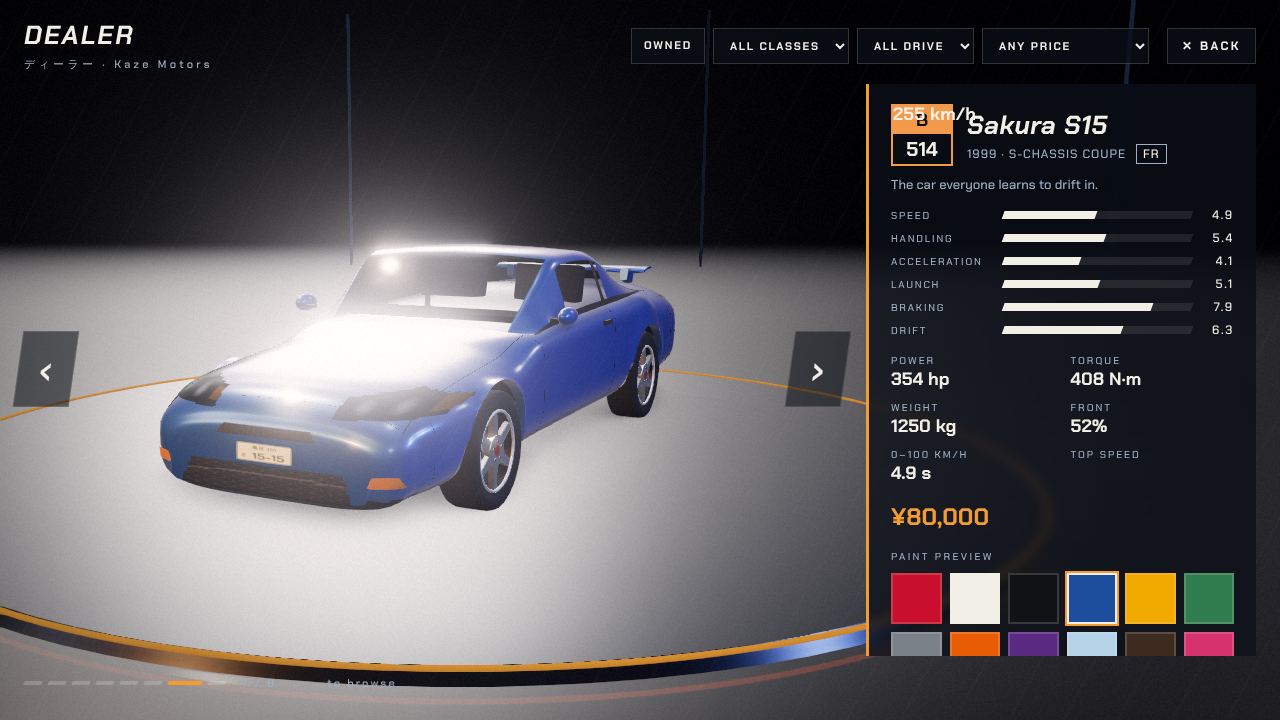 DEALER
ディーラー · Kaze Motors
OWNED
ALL CLASSES
ALL DRIVE
ANY PRICE
✕ BACK
255 km/h
B
514
Sakura S15
1999 · S-CHASSIS COUPE
FR
The car everyone learns to drift in.
SPEED 4.9
HANDLING 5.4
ACCELERATION 4.1
LAUNCH 5.1
BRAKING 7.9
DRIFT 6.3
POWER
354 hp
TORQUE
408 N·m
WEIGHT
1250 kg
FRONT
52%
0–100 KM/H
4.9 s
TOP SPEED
¥80,000
PAINT PREVIEW
15-15
to browse